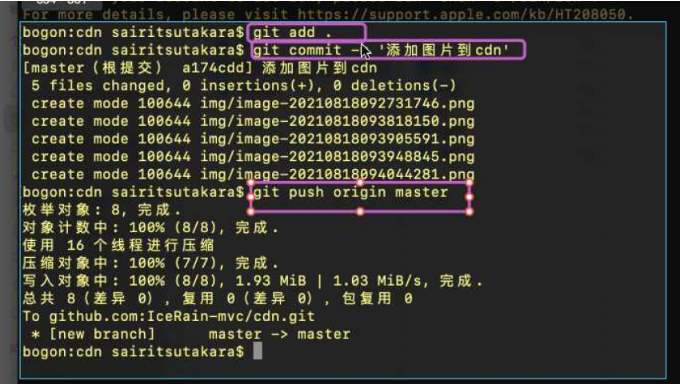 For more details, please visit https://support.apple.com/kb/HT208050.
bogon:cdn sairitsutakara$ git add .
bogon:cdn sairitsutakara$ git commit - '添加图片到cdn'
[master (根提交) a174cdd] 添加图片到cdn
5 files changed, 0 insertions(+), 0 deletions(-)
create mode 100644 img/image-20210818092731746.png
create mode 100644 img/image-20210818093818150.png
create mode 100644 img/image-20210818093905591.png
create mode 100644 img/image-20210818093948845.png
create mode 100644 img/image-20210818094044281.png
bogon:cdn sairitsutakara$ git push origin master
枚举对象: 8, 完成.
对象计数中: 100% (8/8), 完成.
使用 16 个线程进行压缩
压缩对象中: 100% (7/7), 完成.
写入对象中: 100% (8/8), 1.93 MiB | 1.03 MiB/s, 完成.
总共 8 (差异 0) , 复用 0 (差异 0) , 包复用 0
To github.com:IceRain-mvc/cdn.git
* [new branch] master -> master
bogon:cdn sairitsutakara$